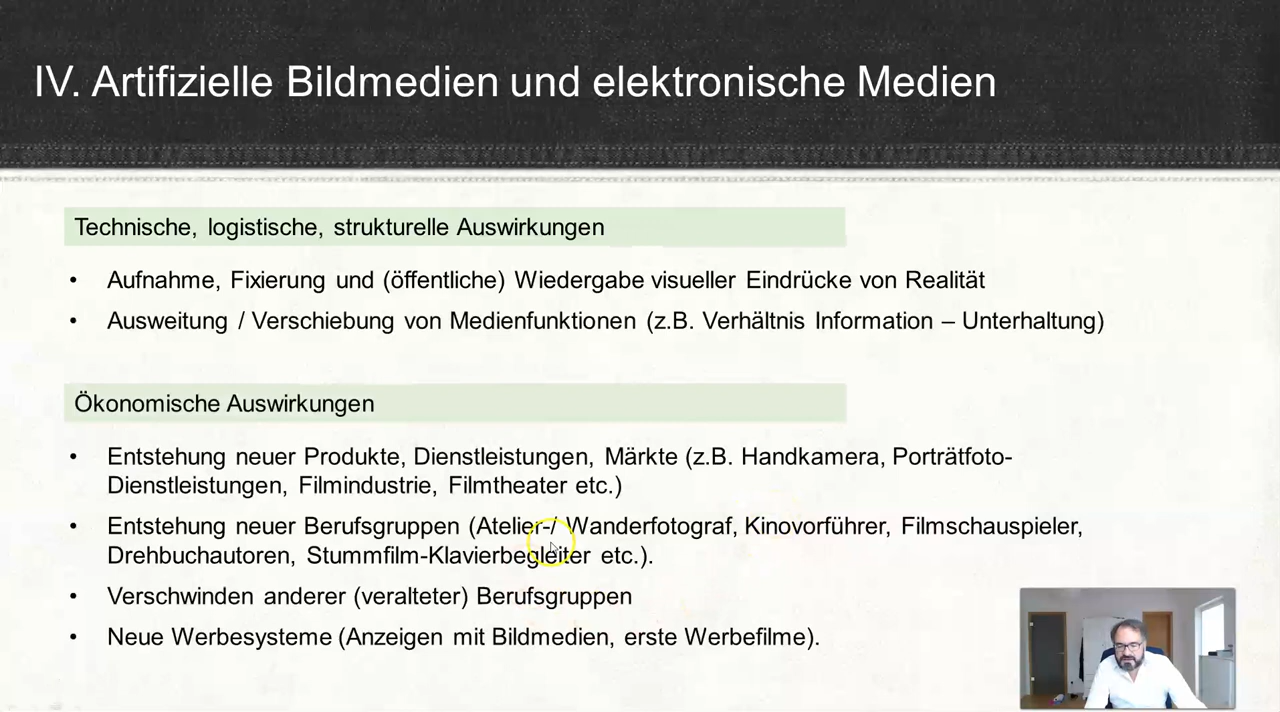 IV. Artifizielle Bildmedien und elektronische Medien
Technische, logistische, strukturelle Auswirkungen
• Aufnahme, Fixierung und (öffentliche) Wiedergabe visueller Eindrücke von Realität
• Ausweitung / Verschiebung von Medienfunktionen (z.B. Verhältnis Information – Unterhaltung)
Ökonomische Auswirkungen
• Entstehung neuer Produkte, Dienstleistungen, Märkte (z.B. Handkamera, Porträtfoto-
Dienstleistungen, Filmindustrie, Filmtheater etc.)
• Entstehung neuer Berufsgruppen (Atelier-/ Wanderfotograf, Kinovorführer, Filmschauspieler,
Drehbuchautoren, Stummfilm-Klavierbegleiter etc.).
• Verschwinden anderer (veralteter) Berufsgruppen
• Neue Werbesysteme (Anzeigen mit Bildmedien, erste Werbefilme).